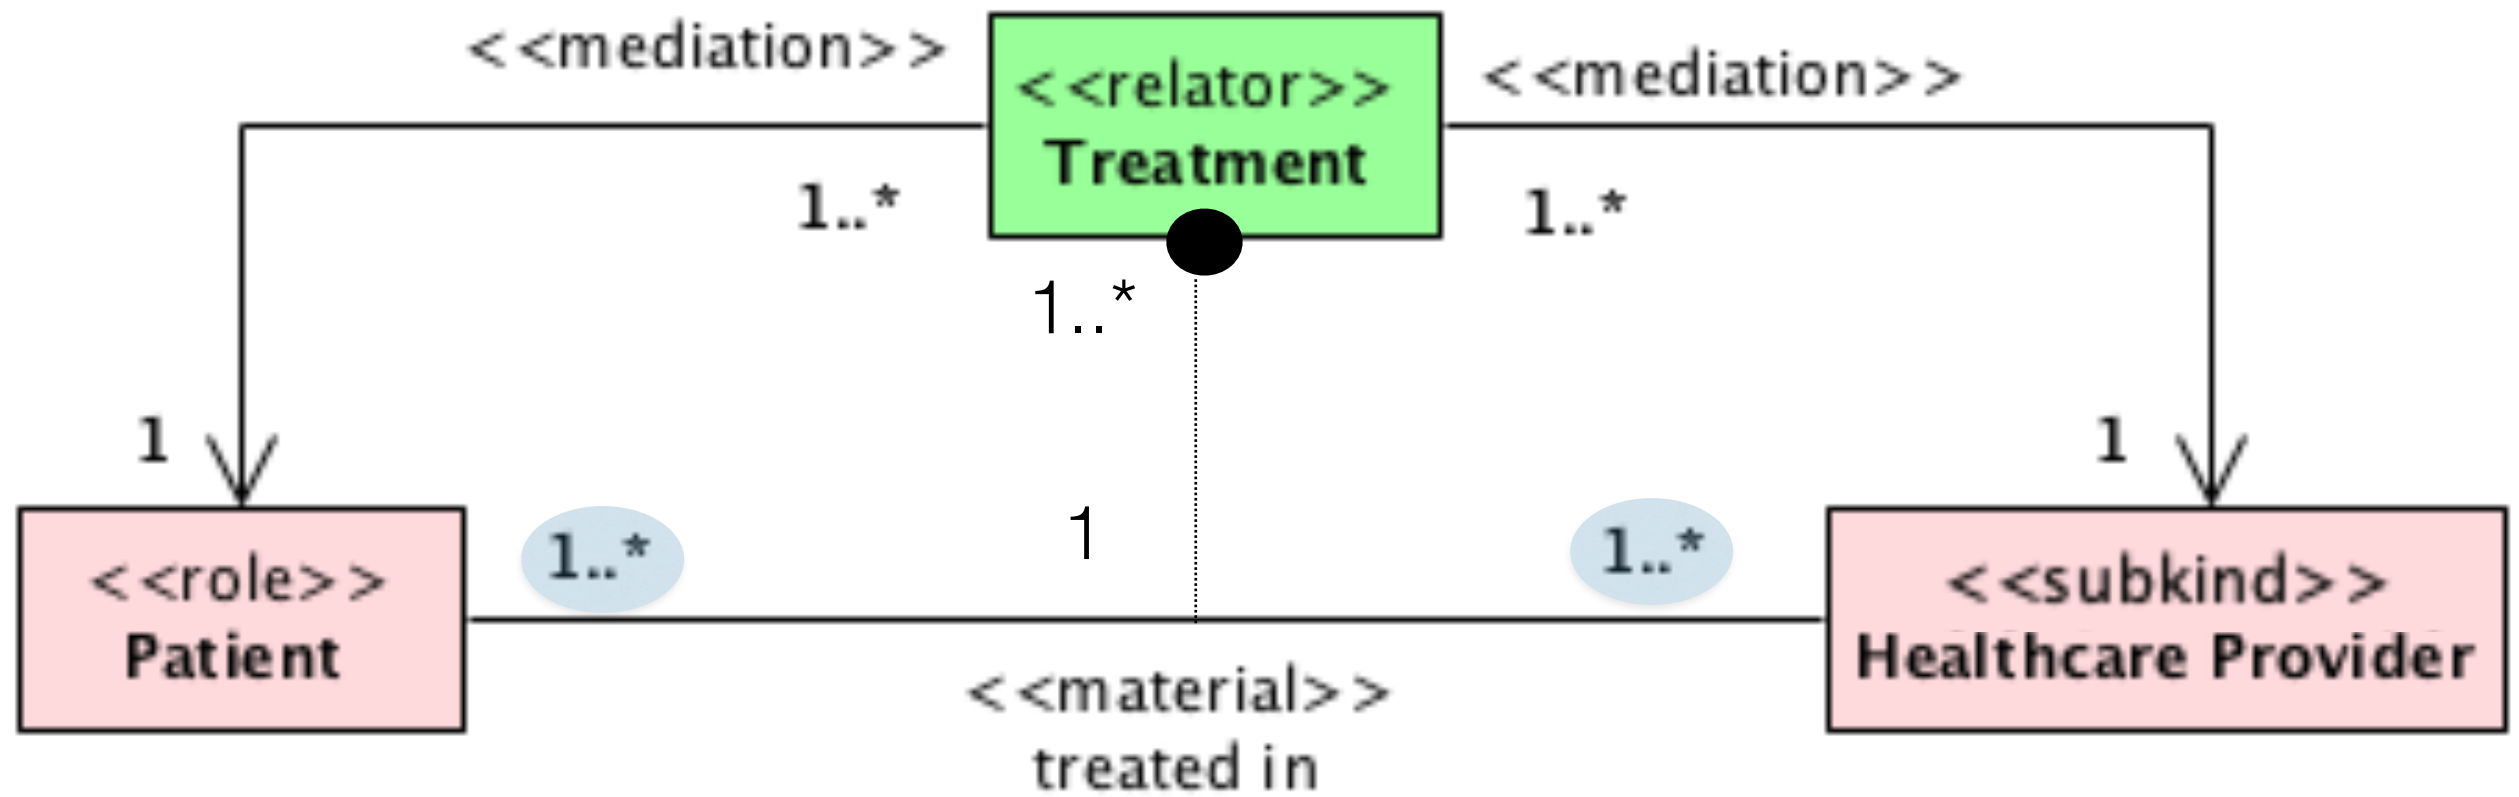 <<mediation>>
<<relator>>
Treatment
<<mediation>>
1..*
1..*
1..*
1
1
1..*
1
1..*
<<role>>
Patient
<<subkind>>
Healthcare Provider
<<material>>
treated in